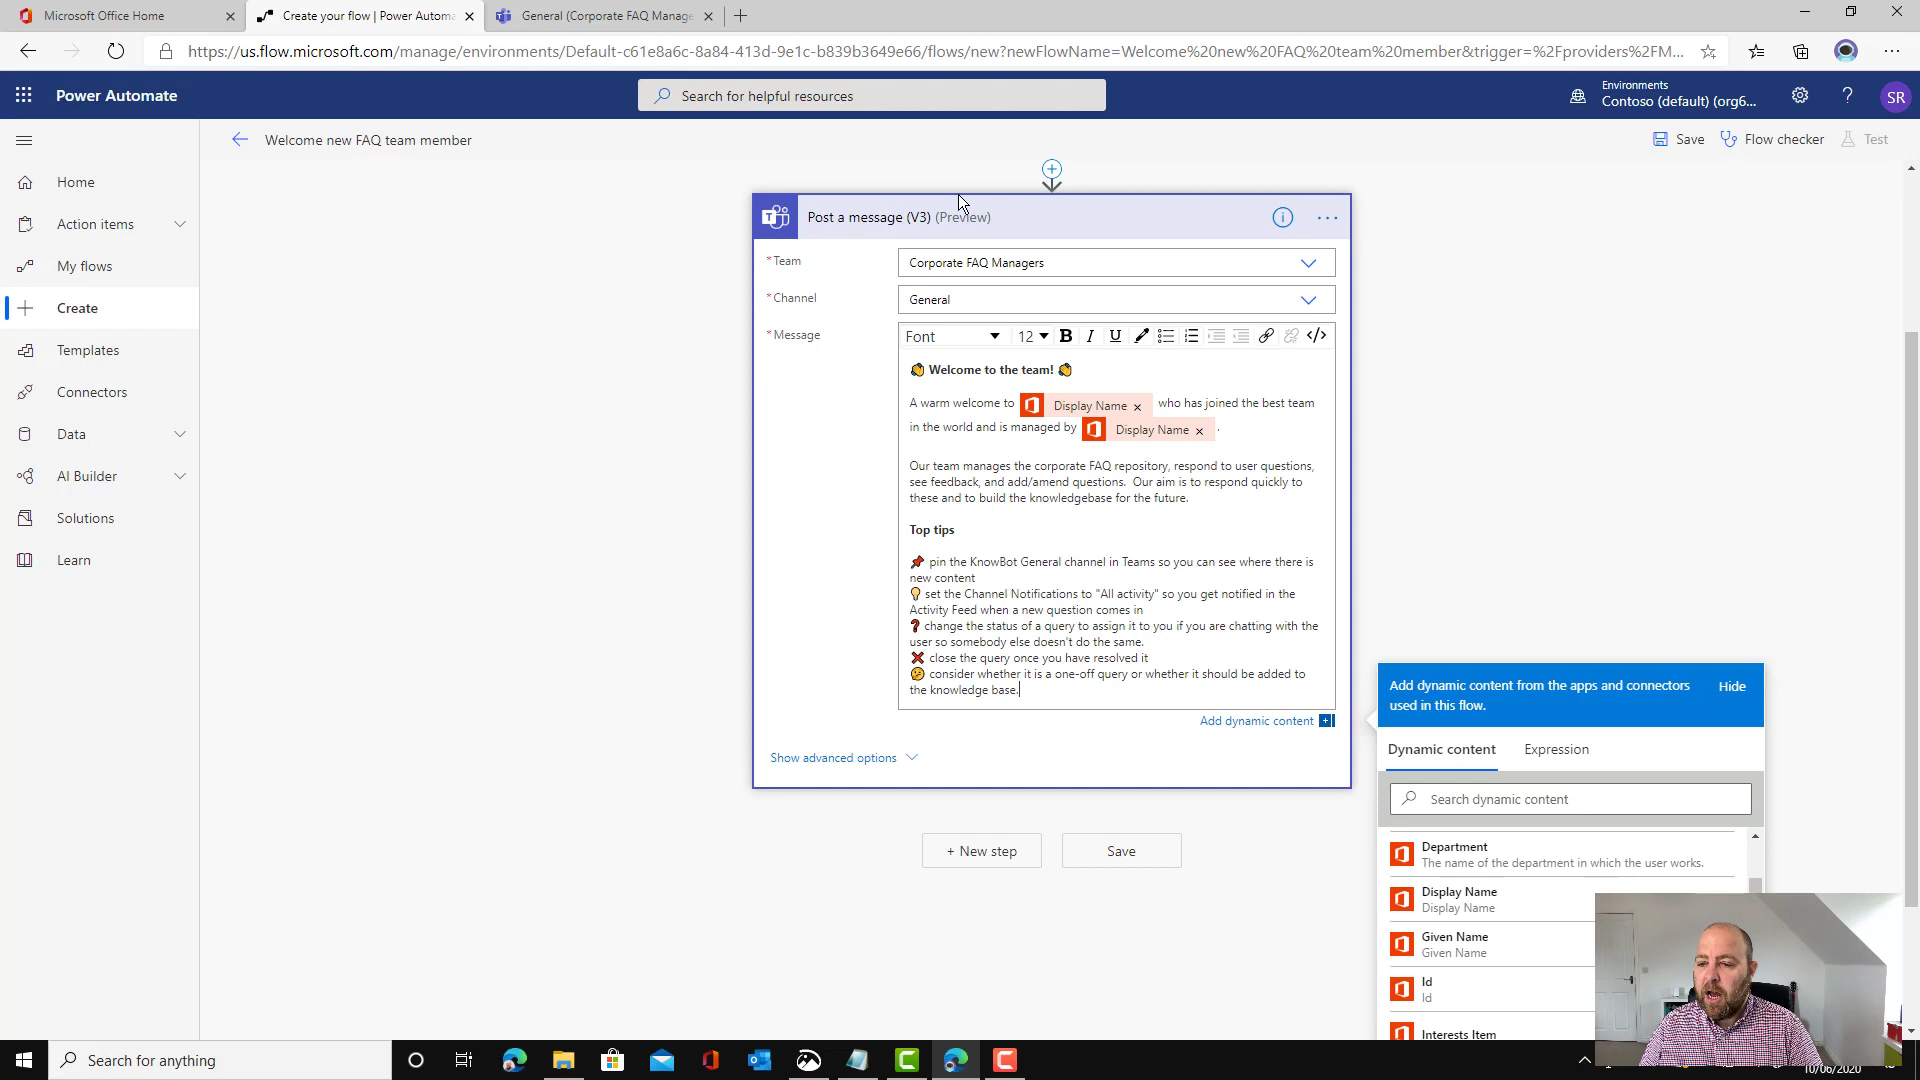 Microsoft Office Home
Create your flow | Power Automa
General (Corporate FAQ Manage
https://us.flow.microsoft.com/manage/environments/Default-c61e8a6c-8a84-413d-9e1c-b839b3649e66/flows/new?newFlowName=Welcome%20new%20FAQ%20team%20member&trigger=%2Fproviders%2FM...
Power Automate
Search for helpful resources
Environments
Contoso (default) (org6...
?
SR
Welcome new FAQ team member
Save
Flow checker
Test
Home
Action items
My flows
Create
Templates
Connectors
Data
AI Builder
Solutions
Learn
Post a message (V3) (Preview)
* Team
Corporate FAQ Managers
* Channel
General
* Message
Font
12
B I U
👏 Welcome to the team! 👏
A warm welcome to Display Name × who has joined the best team
in the world and is managed by Display Name × .
Our team manages the corporate FAQ repository, respond to user questions,
see feedback, and add/amend questions. Our aim is to respond quickly to
these and to build the knowledgebase for the future.
Top tips
📌 pin the KnowBot General channel in Teams so you can see where there is
new content
💡 set the Channel Notifications to "All activity" so you get notified in the
Activity Feed when a new question comes in
❓ change the status of a query to assign it to you if you are chatting with the
user so somebody else doesn't do the same.
❌ close the query once you have resolved it
🤔 consider whether it is a one-off query or whether it should be added to
the knowledge base.
Add dynamic content
Show advanced options
+ New step
Save
Add dynamic content from the apps and connectors
used in this flow.
Hide
Dynamic content
Expression
Search dynamic content
Department
The name of the department in which the user works.
Display Name
Display Name
Given Name
Given Name
Id
Id
Interests Item
Search for anything
10/06/2020